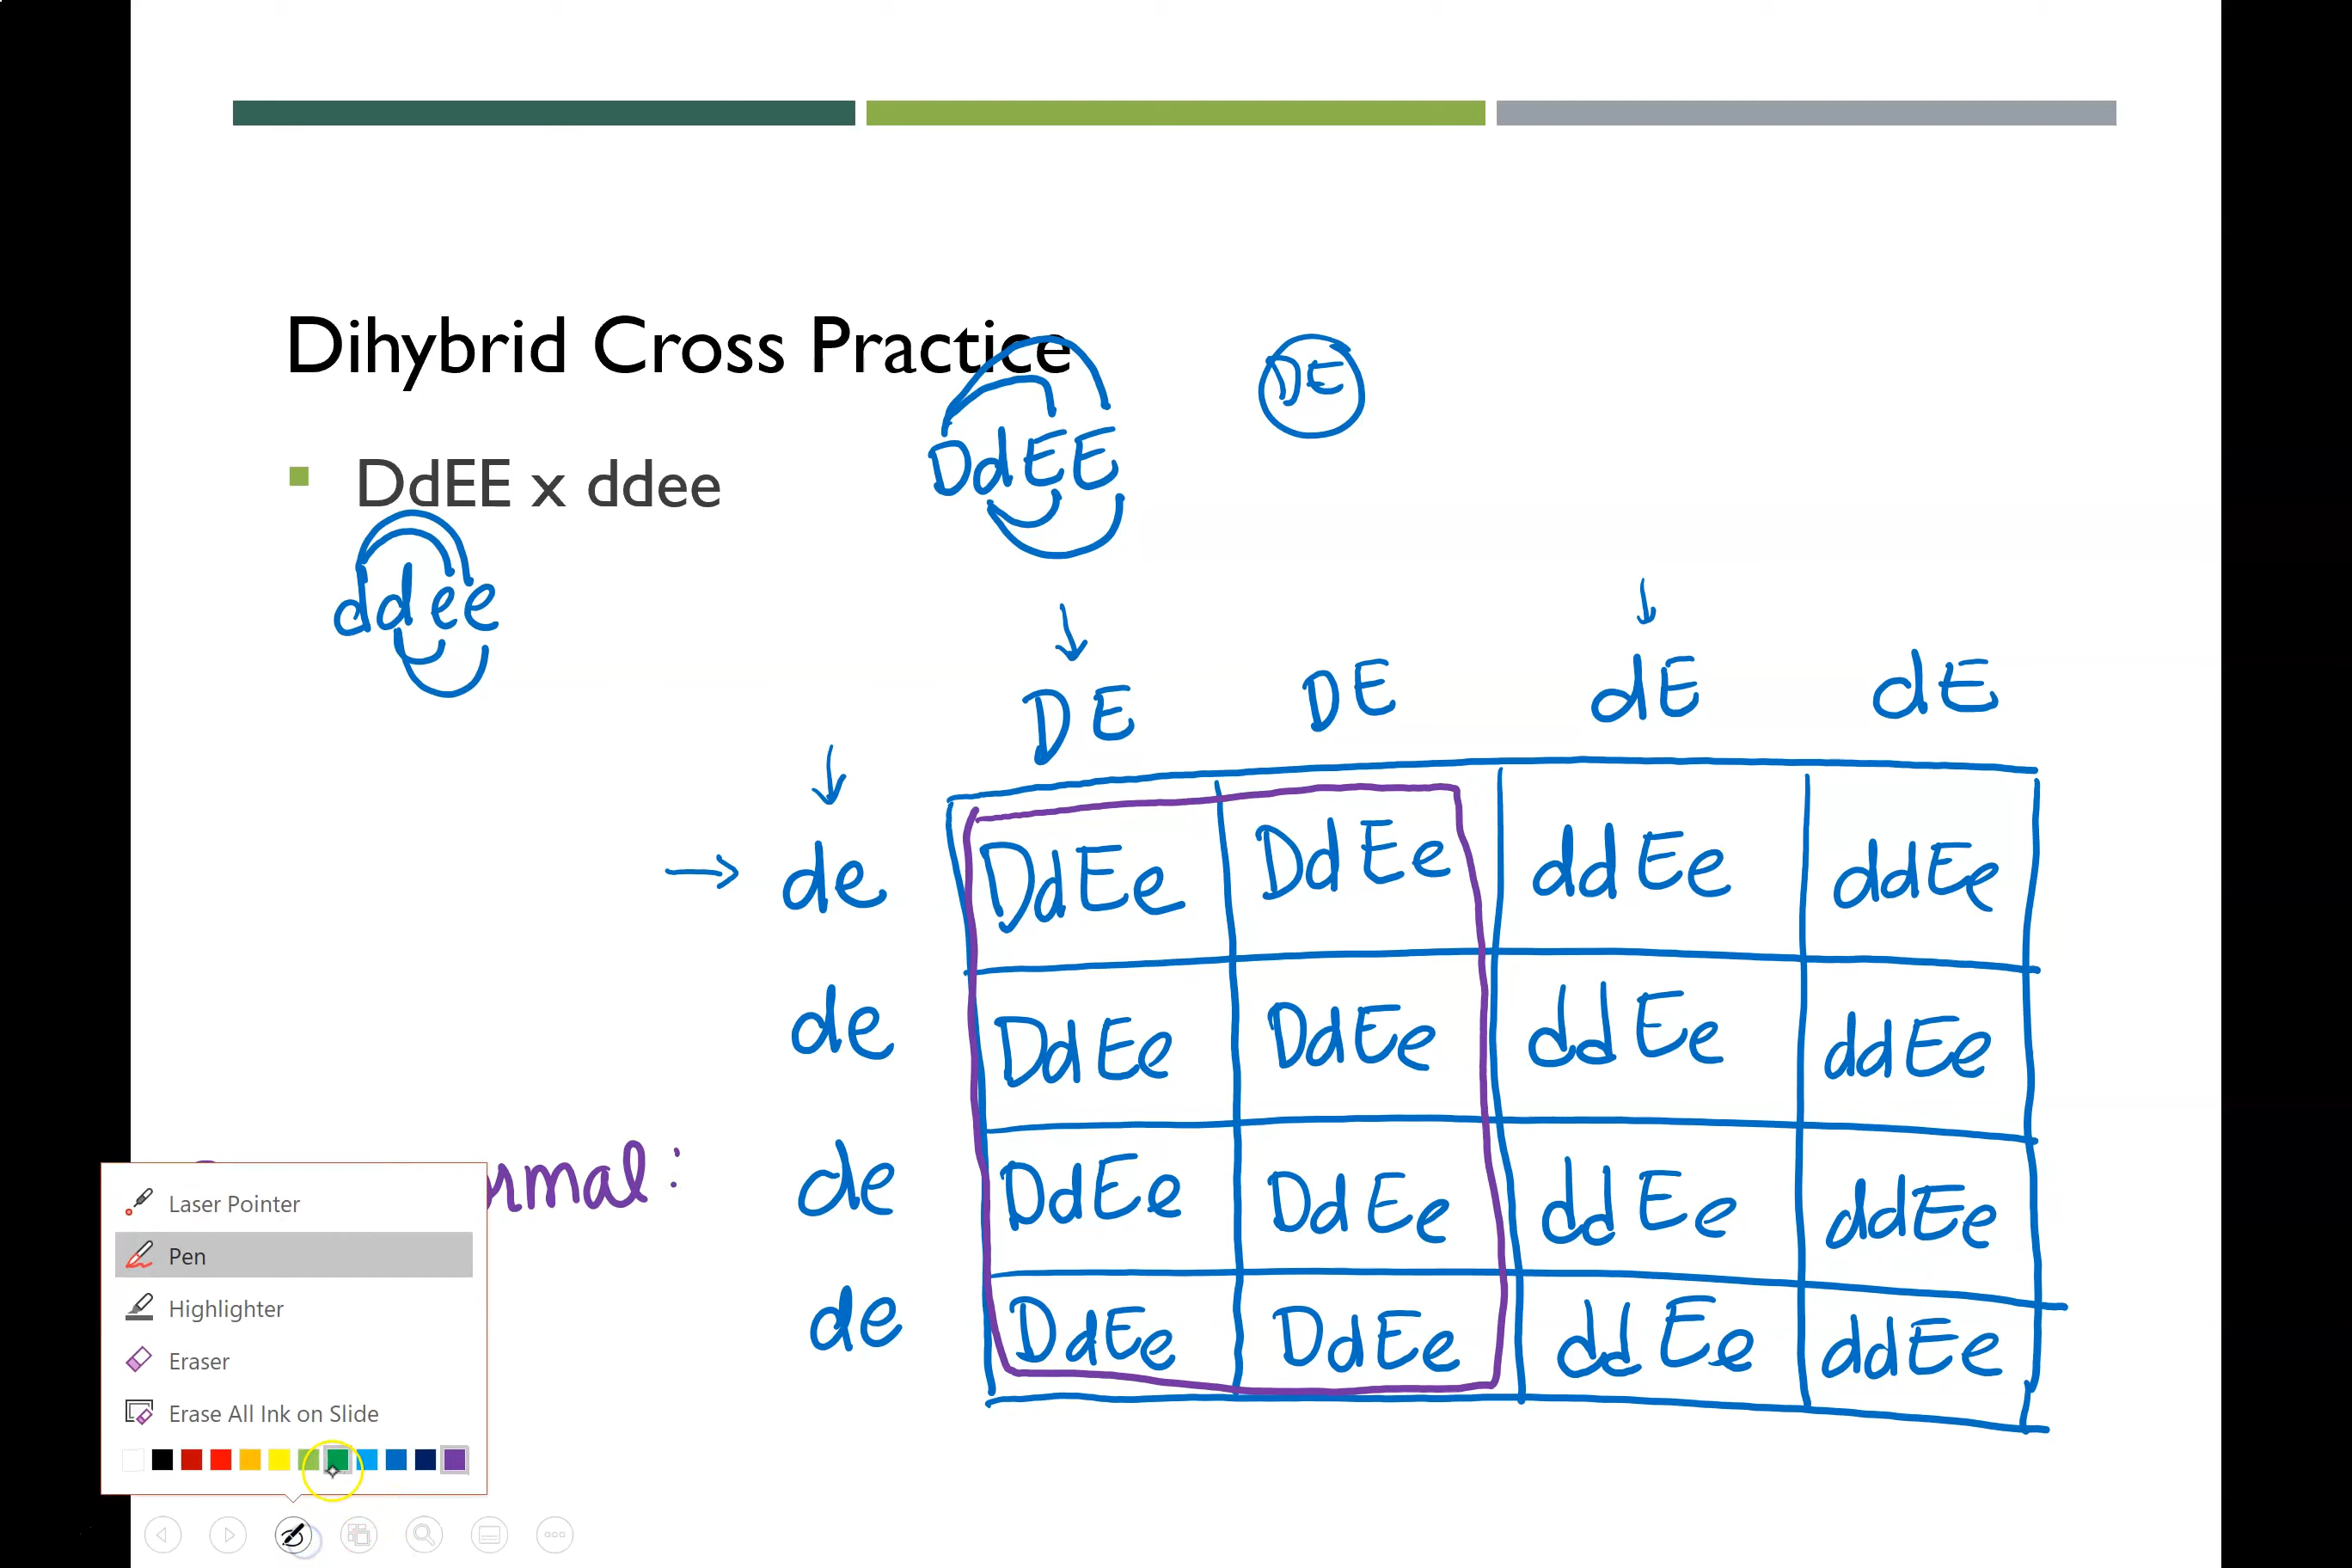 Dihybrid Cross Practice
DE
DdEE
DdEE x ddee
ddee
DE DE dE dE
de DdEe DdEe ddEe ddEe
de DdEe DdEe ddEe ddEe
de DdEe DdEe ddEe ddEe
de DdEe DdEe ddEe ddEe
Laser Pointer
Pen
Highlighter
Eraser
Erase All Ink on Slide